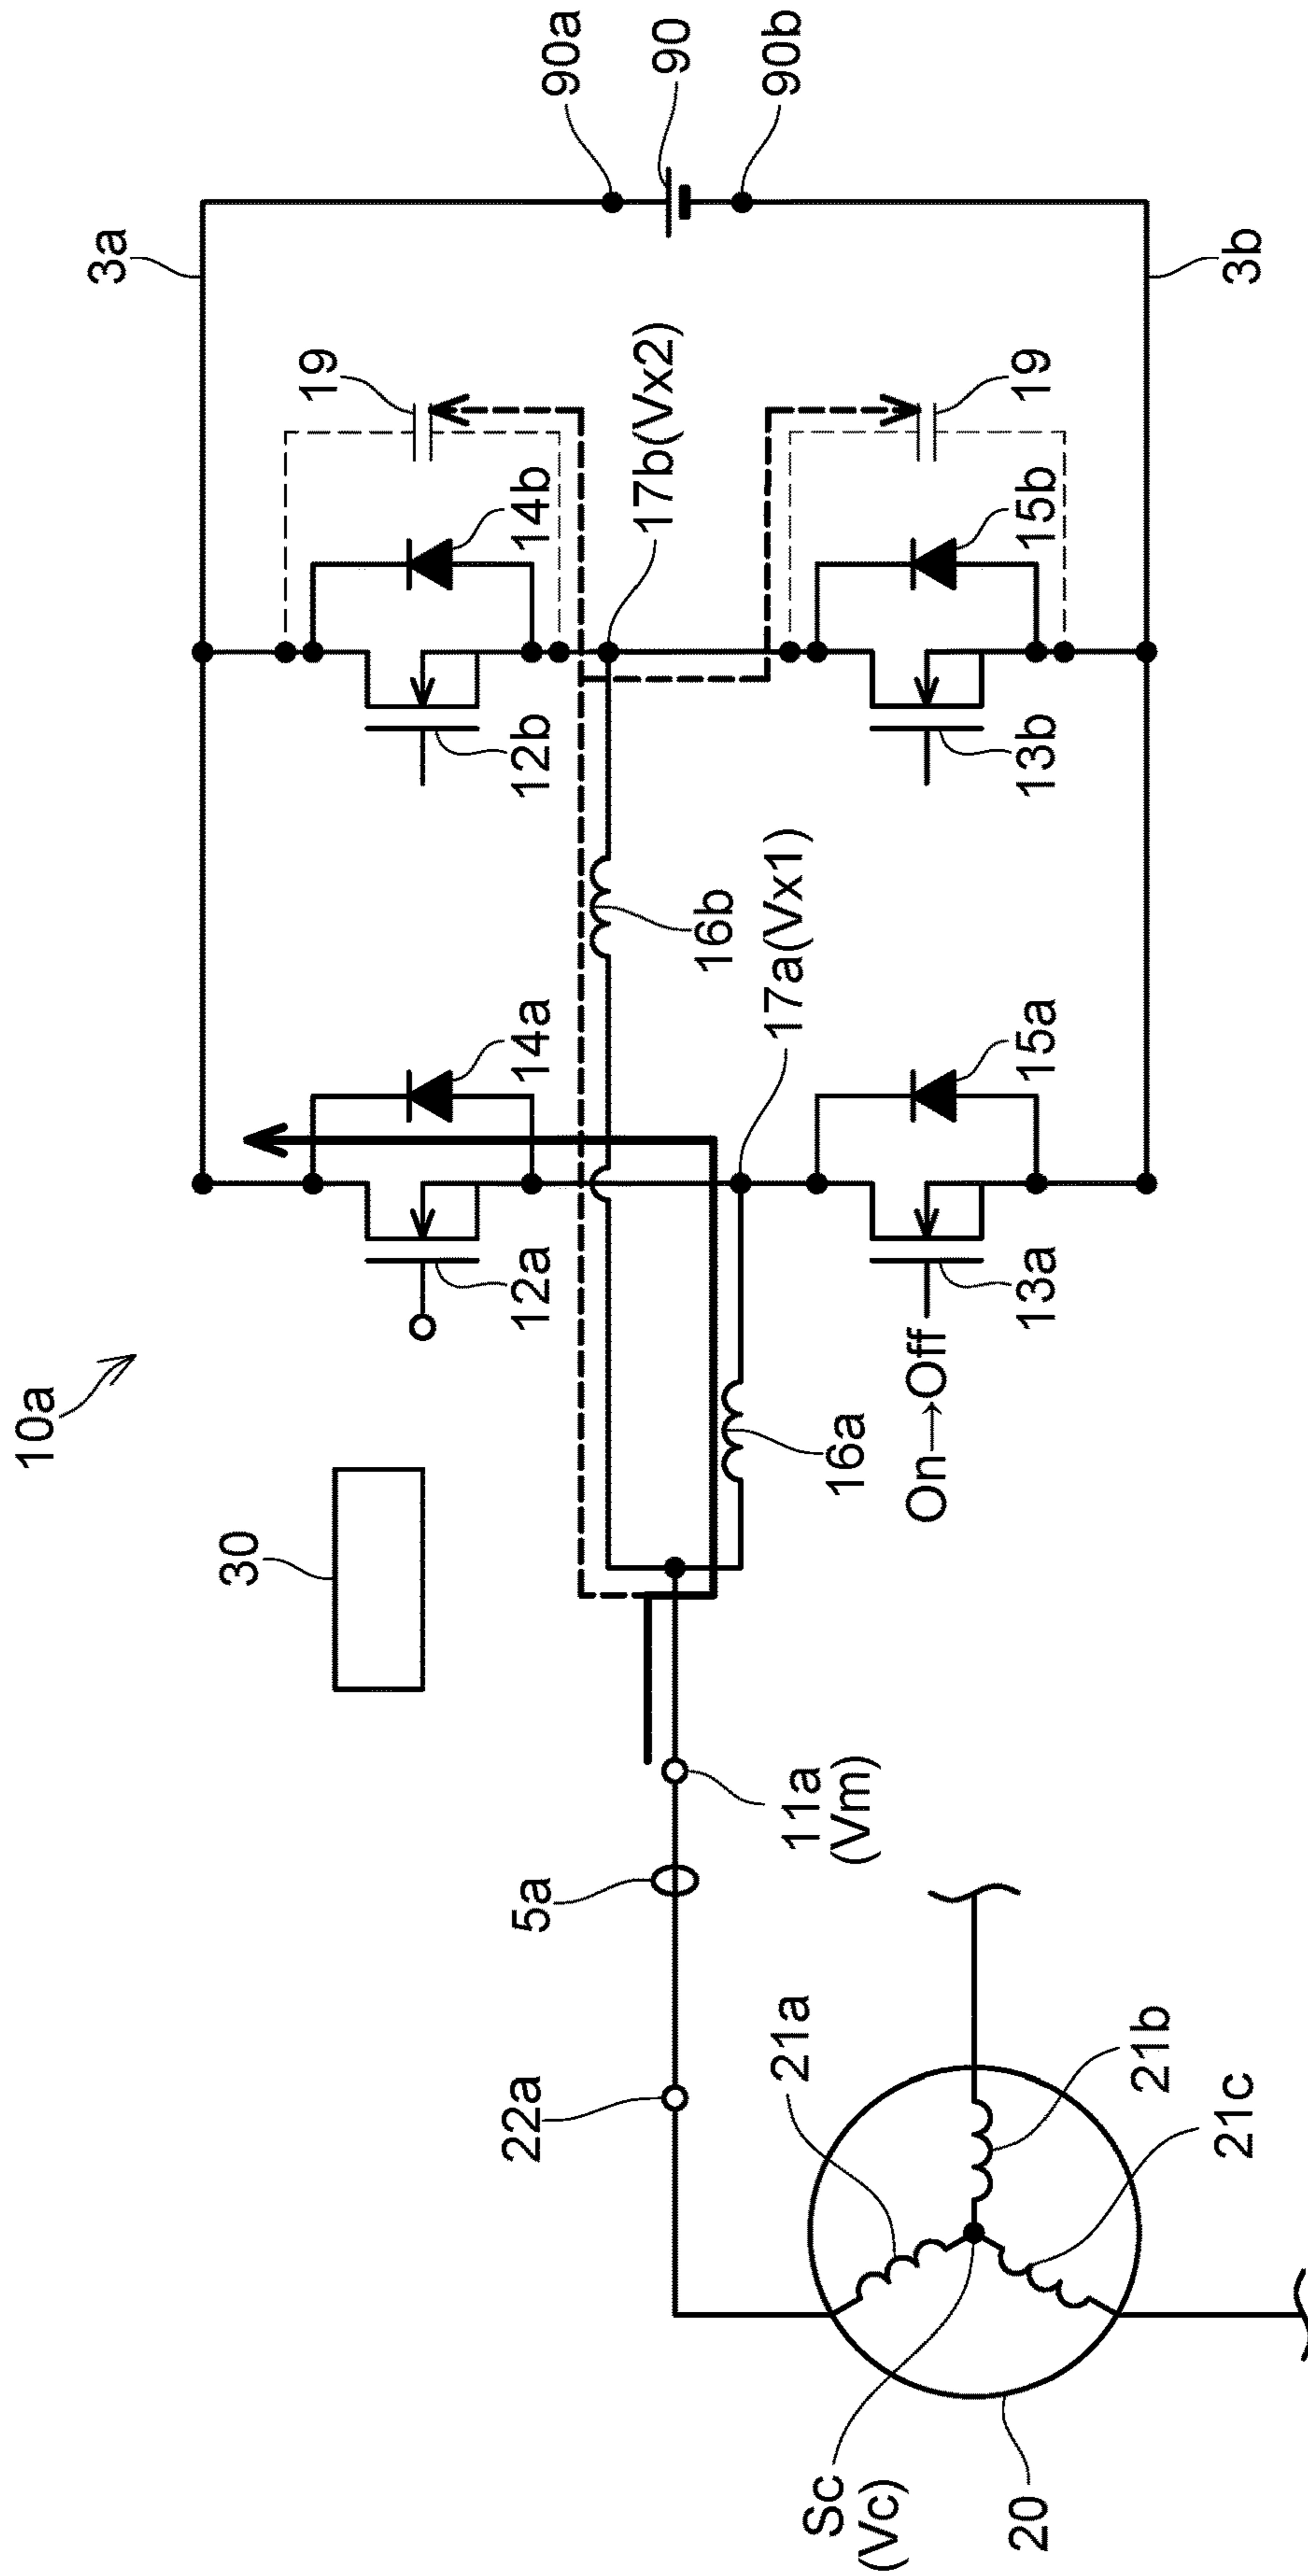 10a
30
3a
90a
90
90b
3b
19
19
14b
15b
12b
13b
17b(Vx2)
16b
17a(Vx1)
14a
15a
12a
13a
On→Off
16a
11a
(Vm)
5a
22a
21a
21b
21c
Sc
(Vc)
20